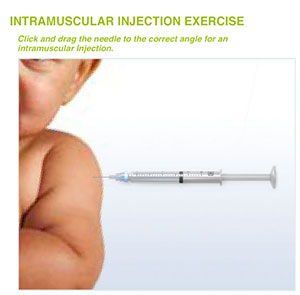 INTRAMUSCULAR INJECTION EXERCISE
Click and drag the needle to the correct angle for an
intramuscular Injection.